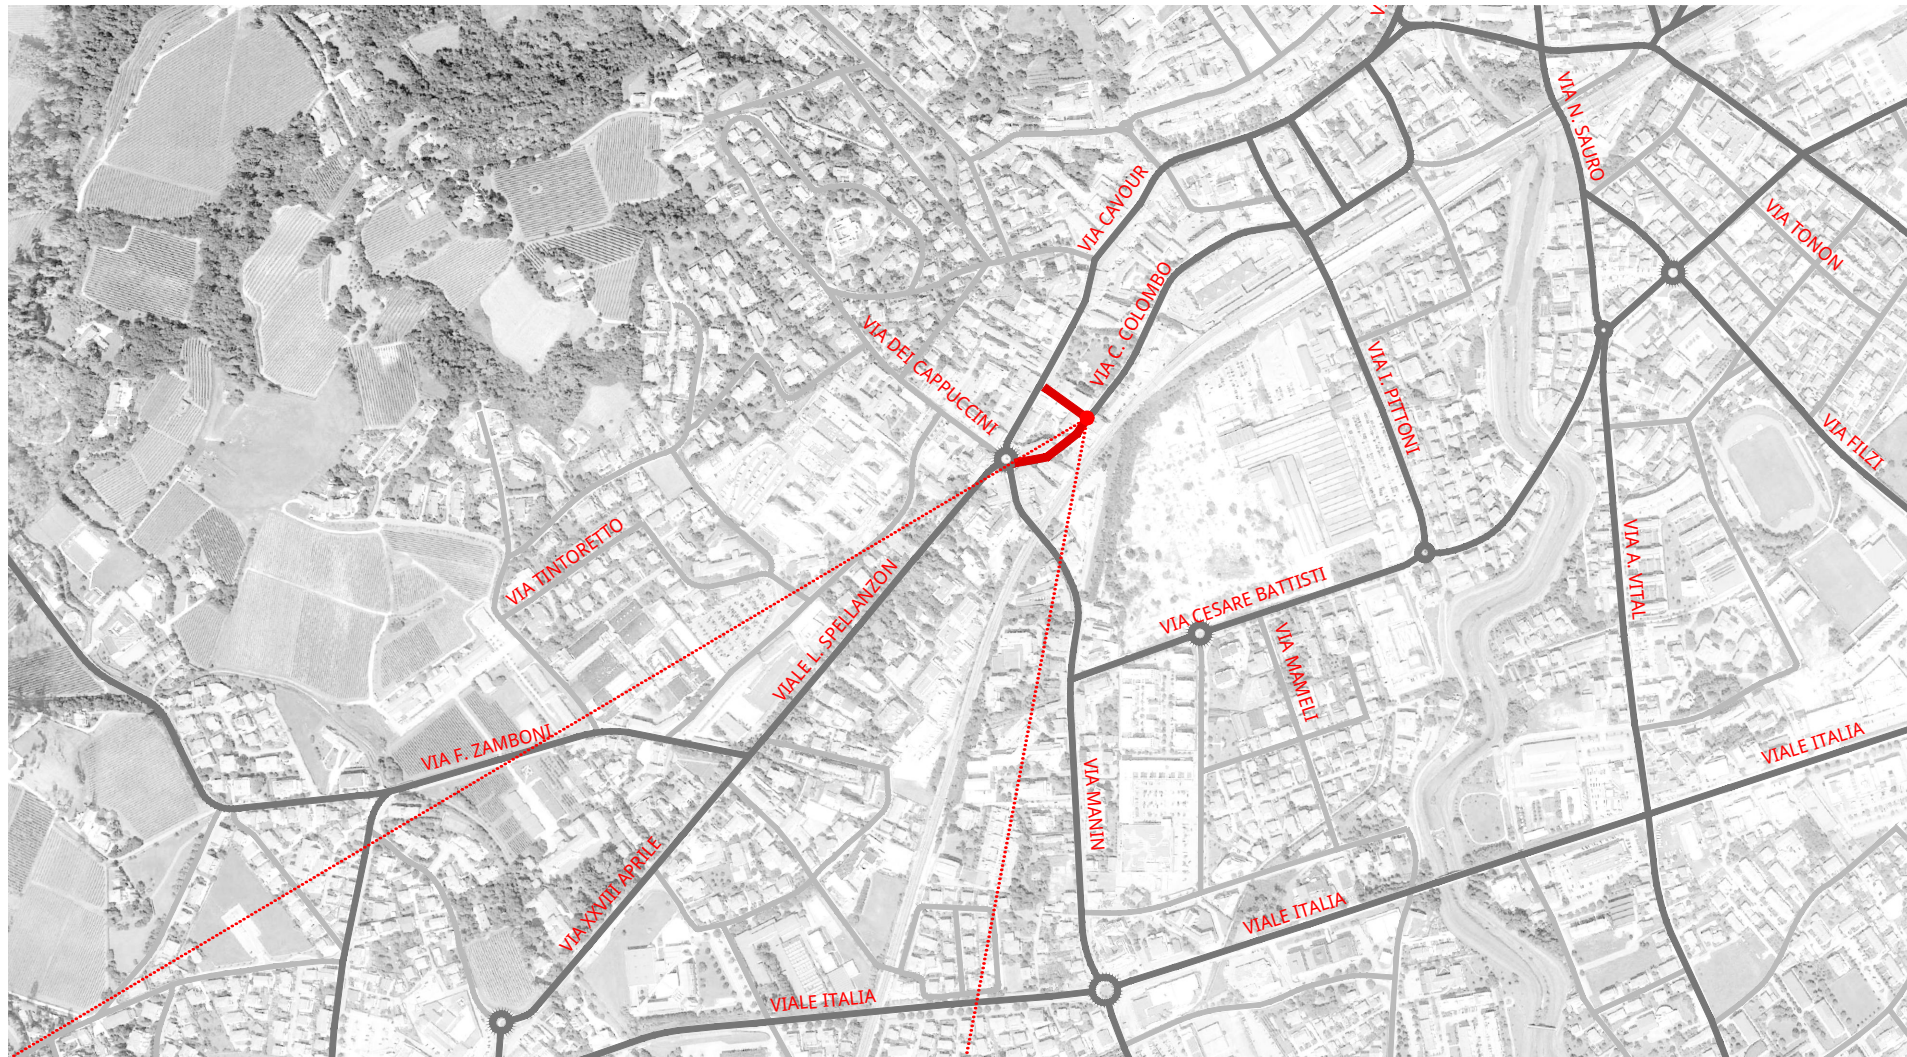 VIA N. SAURO
VIA CAVOUR
VIA TONON
VIA C. COLOMBO
VIA DEI CAPPUCCINI
VIA I. PITTONI
VIA FILZI
VIA TINTORETTO
VIALE L. SPELLANZON
VIA CESARE BATTISTI
VIA A. VITAL
VIA MAMELI
VIA F. ZAMBONI
VIALE ITALIA
VIA MANIN
VIA XXVIII APRILE
VIALE ITALIA
VIALE ITALIA